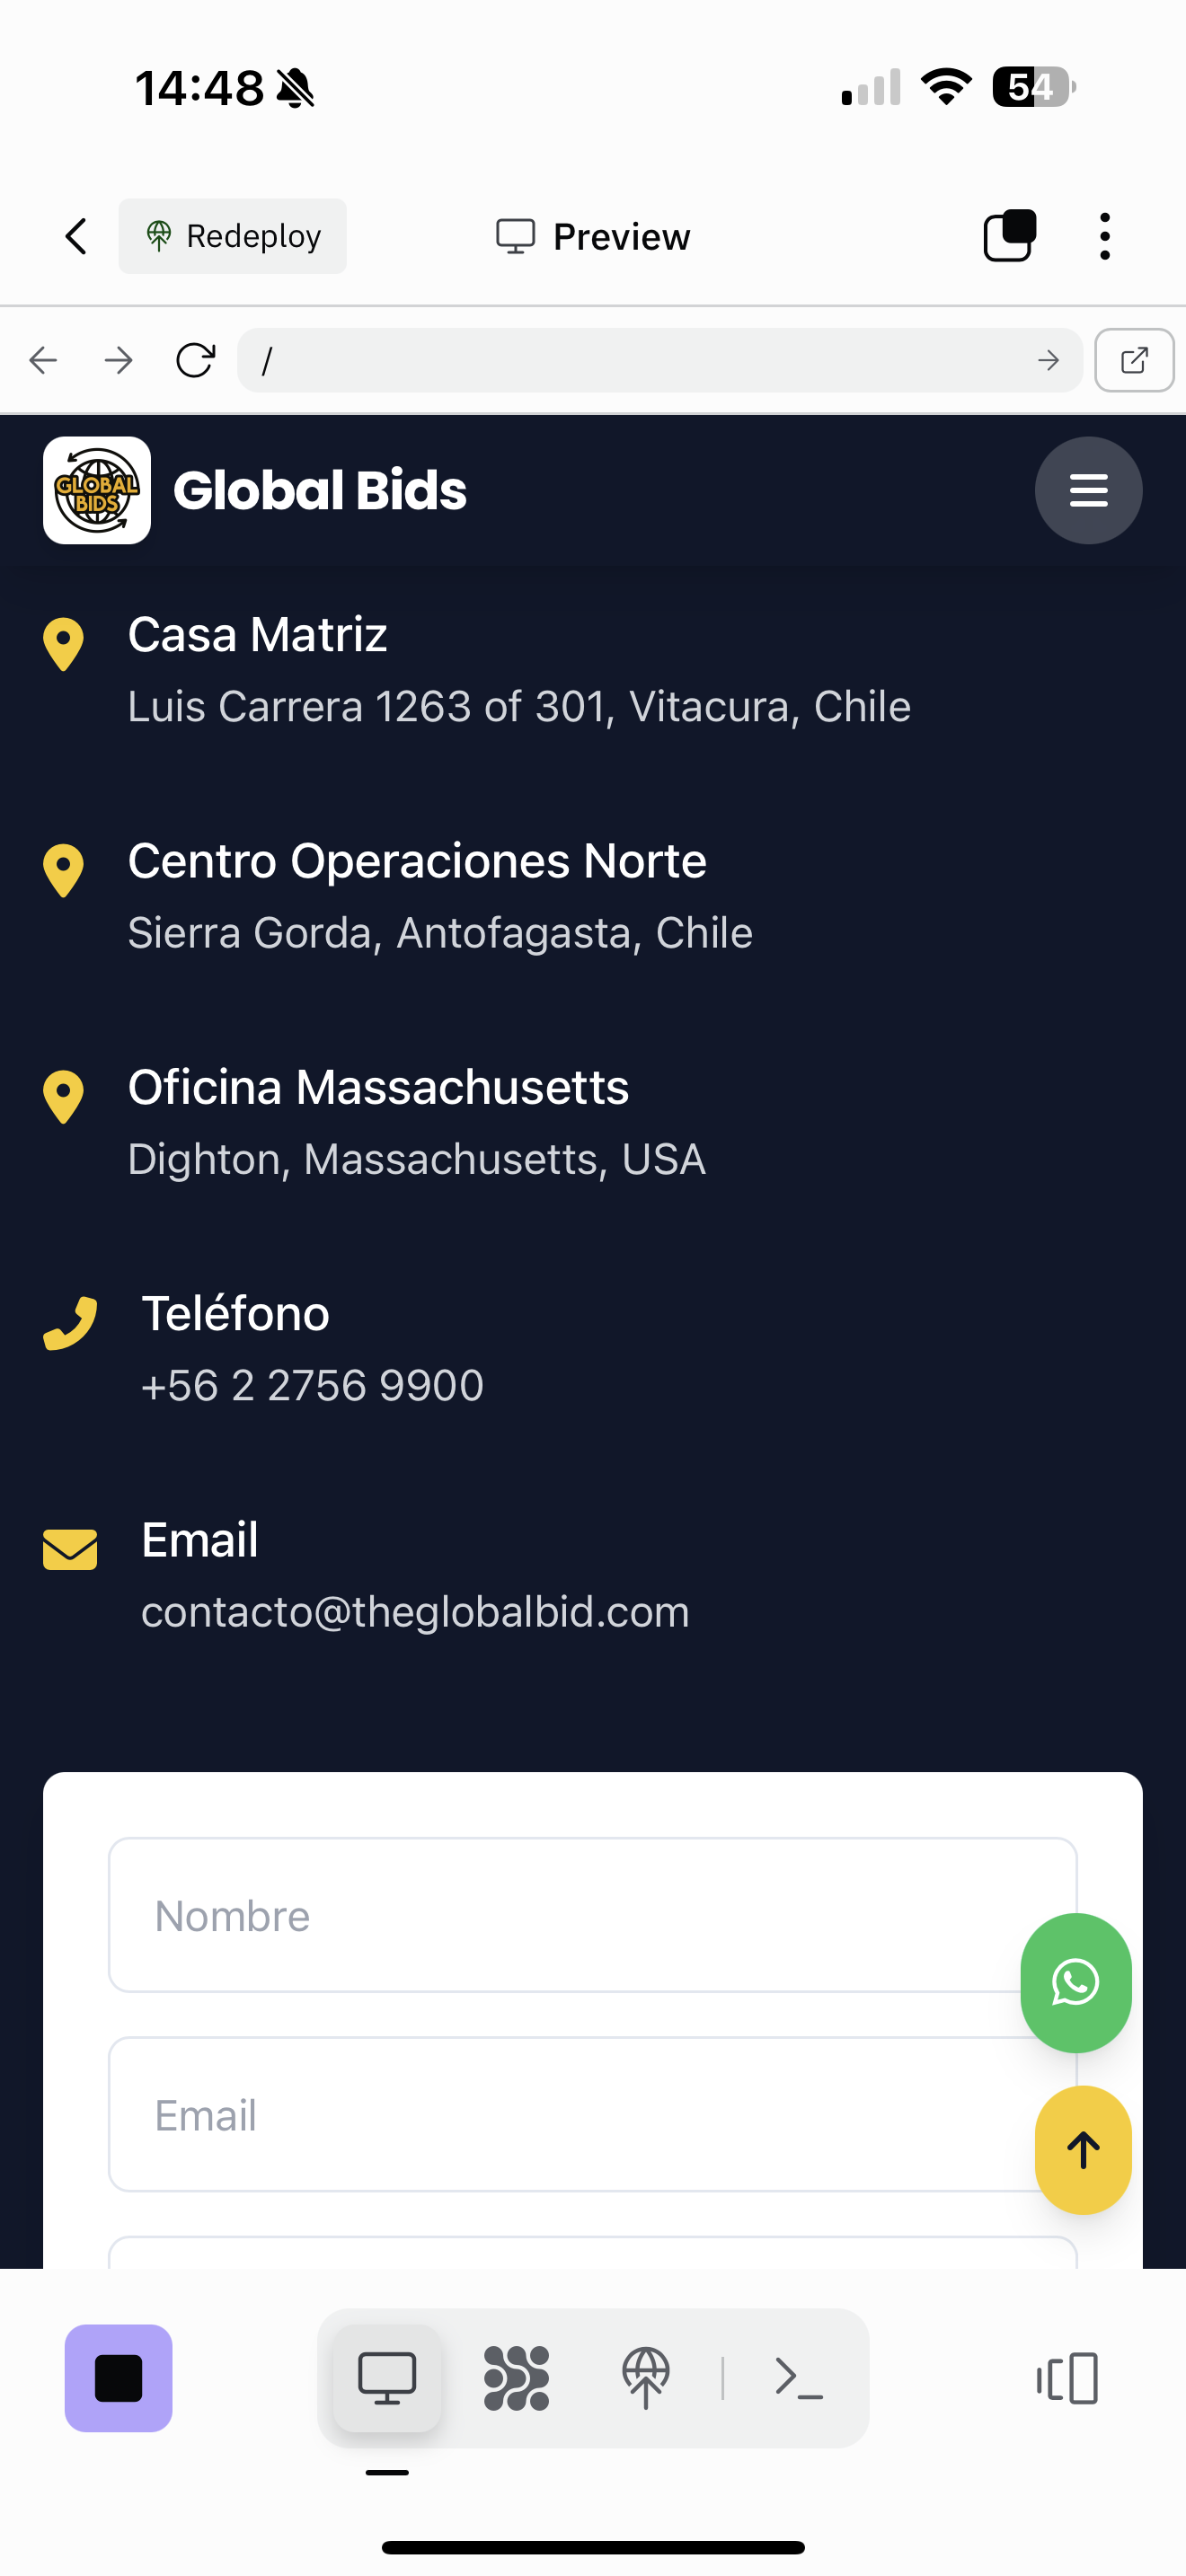 14:48
54
Redeploy
Preview
/
GLOBAL
BIDS
Global Bids
Casa Matriz
Luis Carrera 1263 of 301, Vitacura, Chile
Centro Operaciones Norte
Sierra Gorda, Antofagasta, Chile
Oficina Massachusetts
Dighton, Massachusetts, USA
Teléfono
+56 2 2756 9900
Email
contacto@theglobalbid.com
Nombre
Email